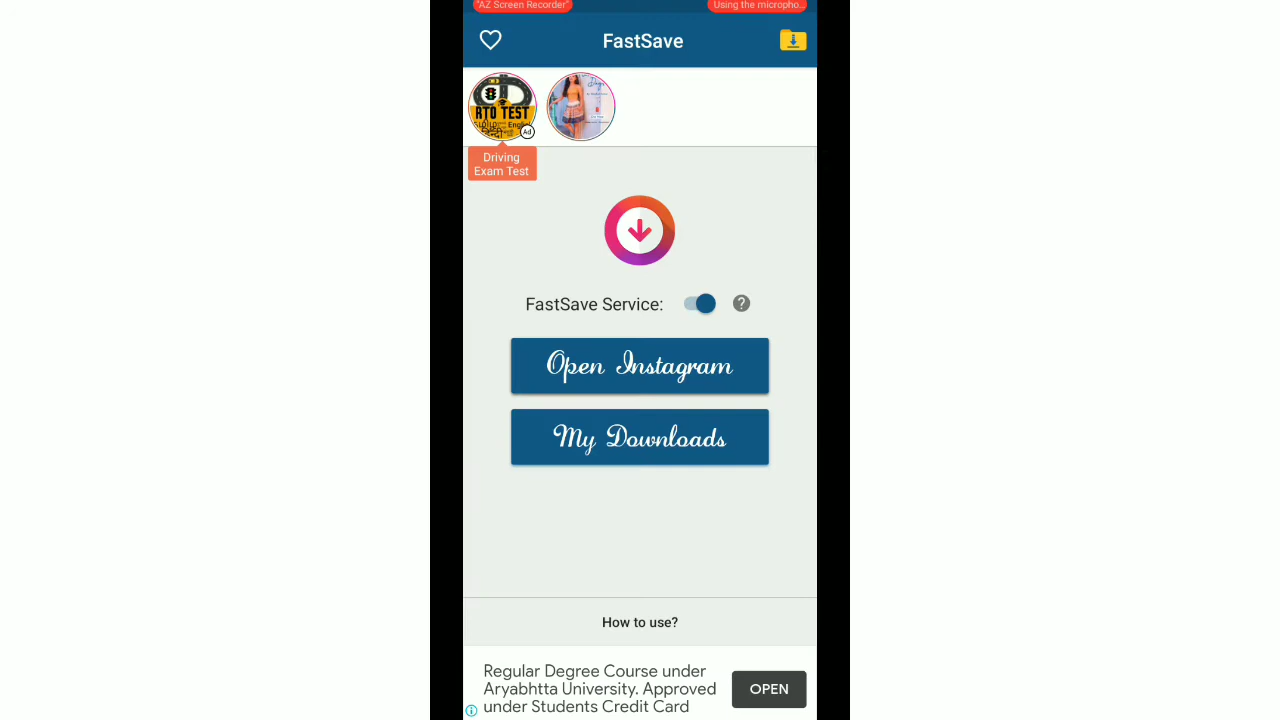 "AZ Screen Recorder"
Using the micropho...
FastSave
RTO TEST
Ad
Days
Driving
Exam Test
FastSave Service:
?
Open Instagram
My Downloads
How to use?
Regular Degree Course under
Aryabhtta University. Approved
under Students Credit Card
OPEN